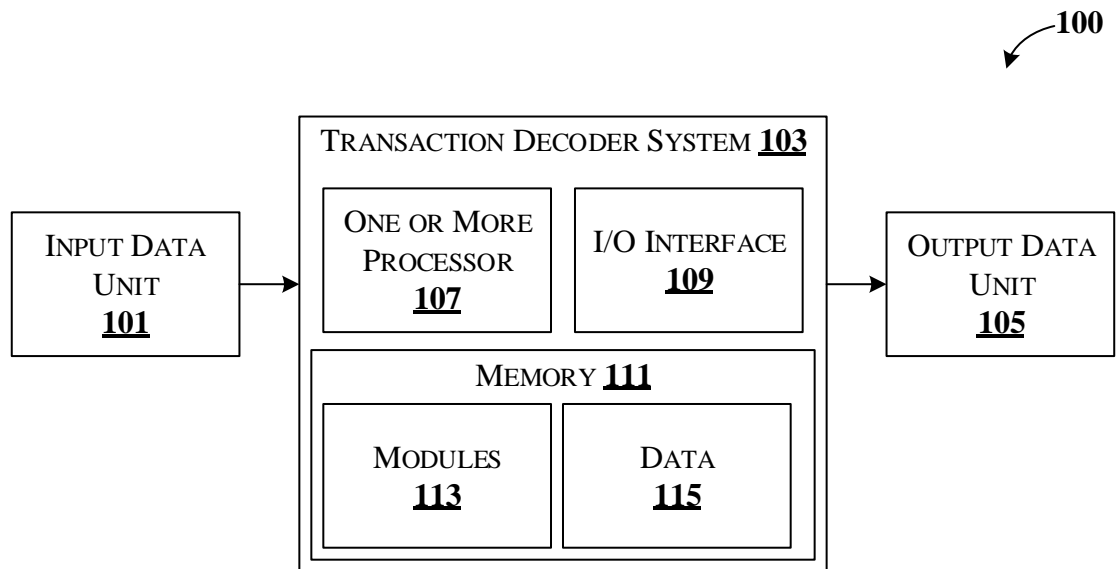 100
TRANSACTION DECODER SYSTEM 103
INPUT DATA
UNIT
101
ONE OR MORE
PROCESSOR
107
I/O INTERFACE
109
OUTPUT DATA
UNIT
105
MEMORY 111
MODULES
113
DATA
115